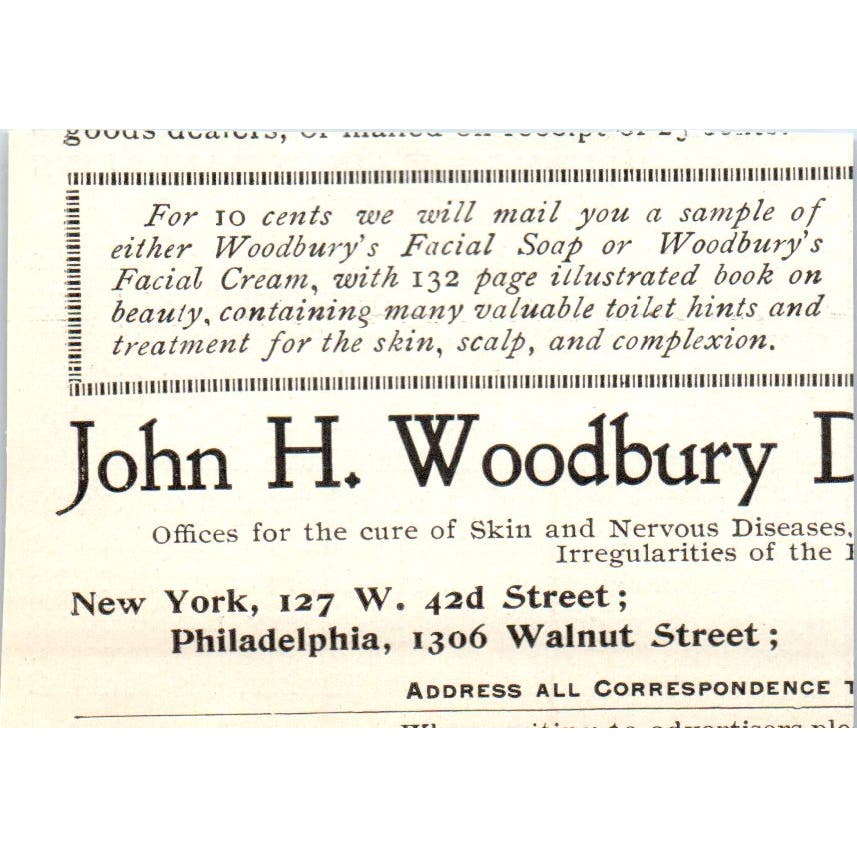 For 10 cents we will mail you a sample of
either Woodbury's Facial Soap or Woodbury's
Facial Cream, with 132 page illustrated book on
beauty, containing many valuable toilet hints and
treatment for the skin, scalp, and complexion.
John H. Woodbury
Offices for the cure of Skin and Nervous Diseases,
Irregularities of the
New York, 127 W. 42d Street;
Philadelphia, 1306 Walnut Street;
ADDRESS ALL CORRESPONDENCE